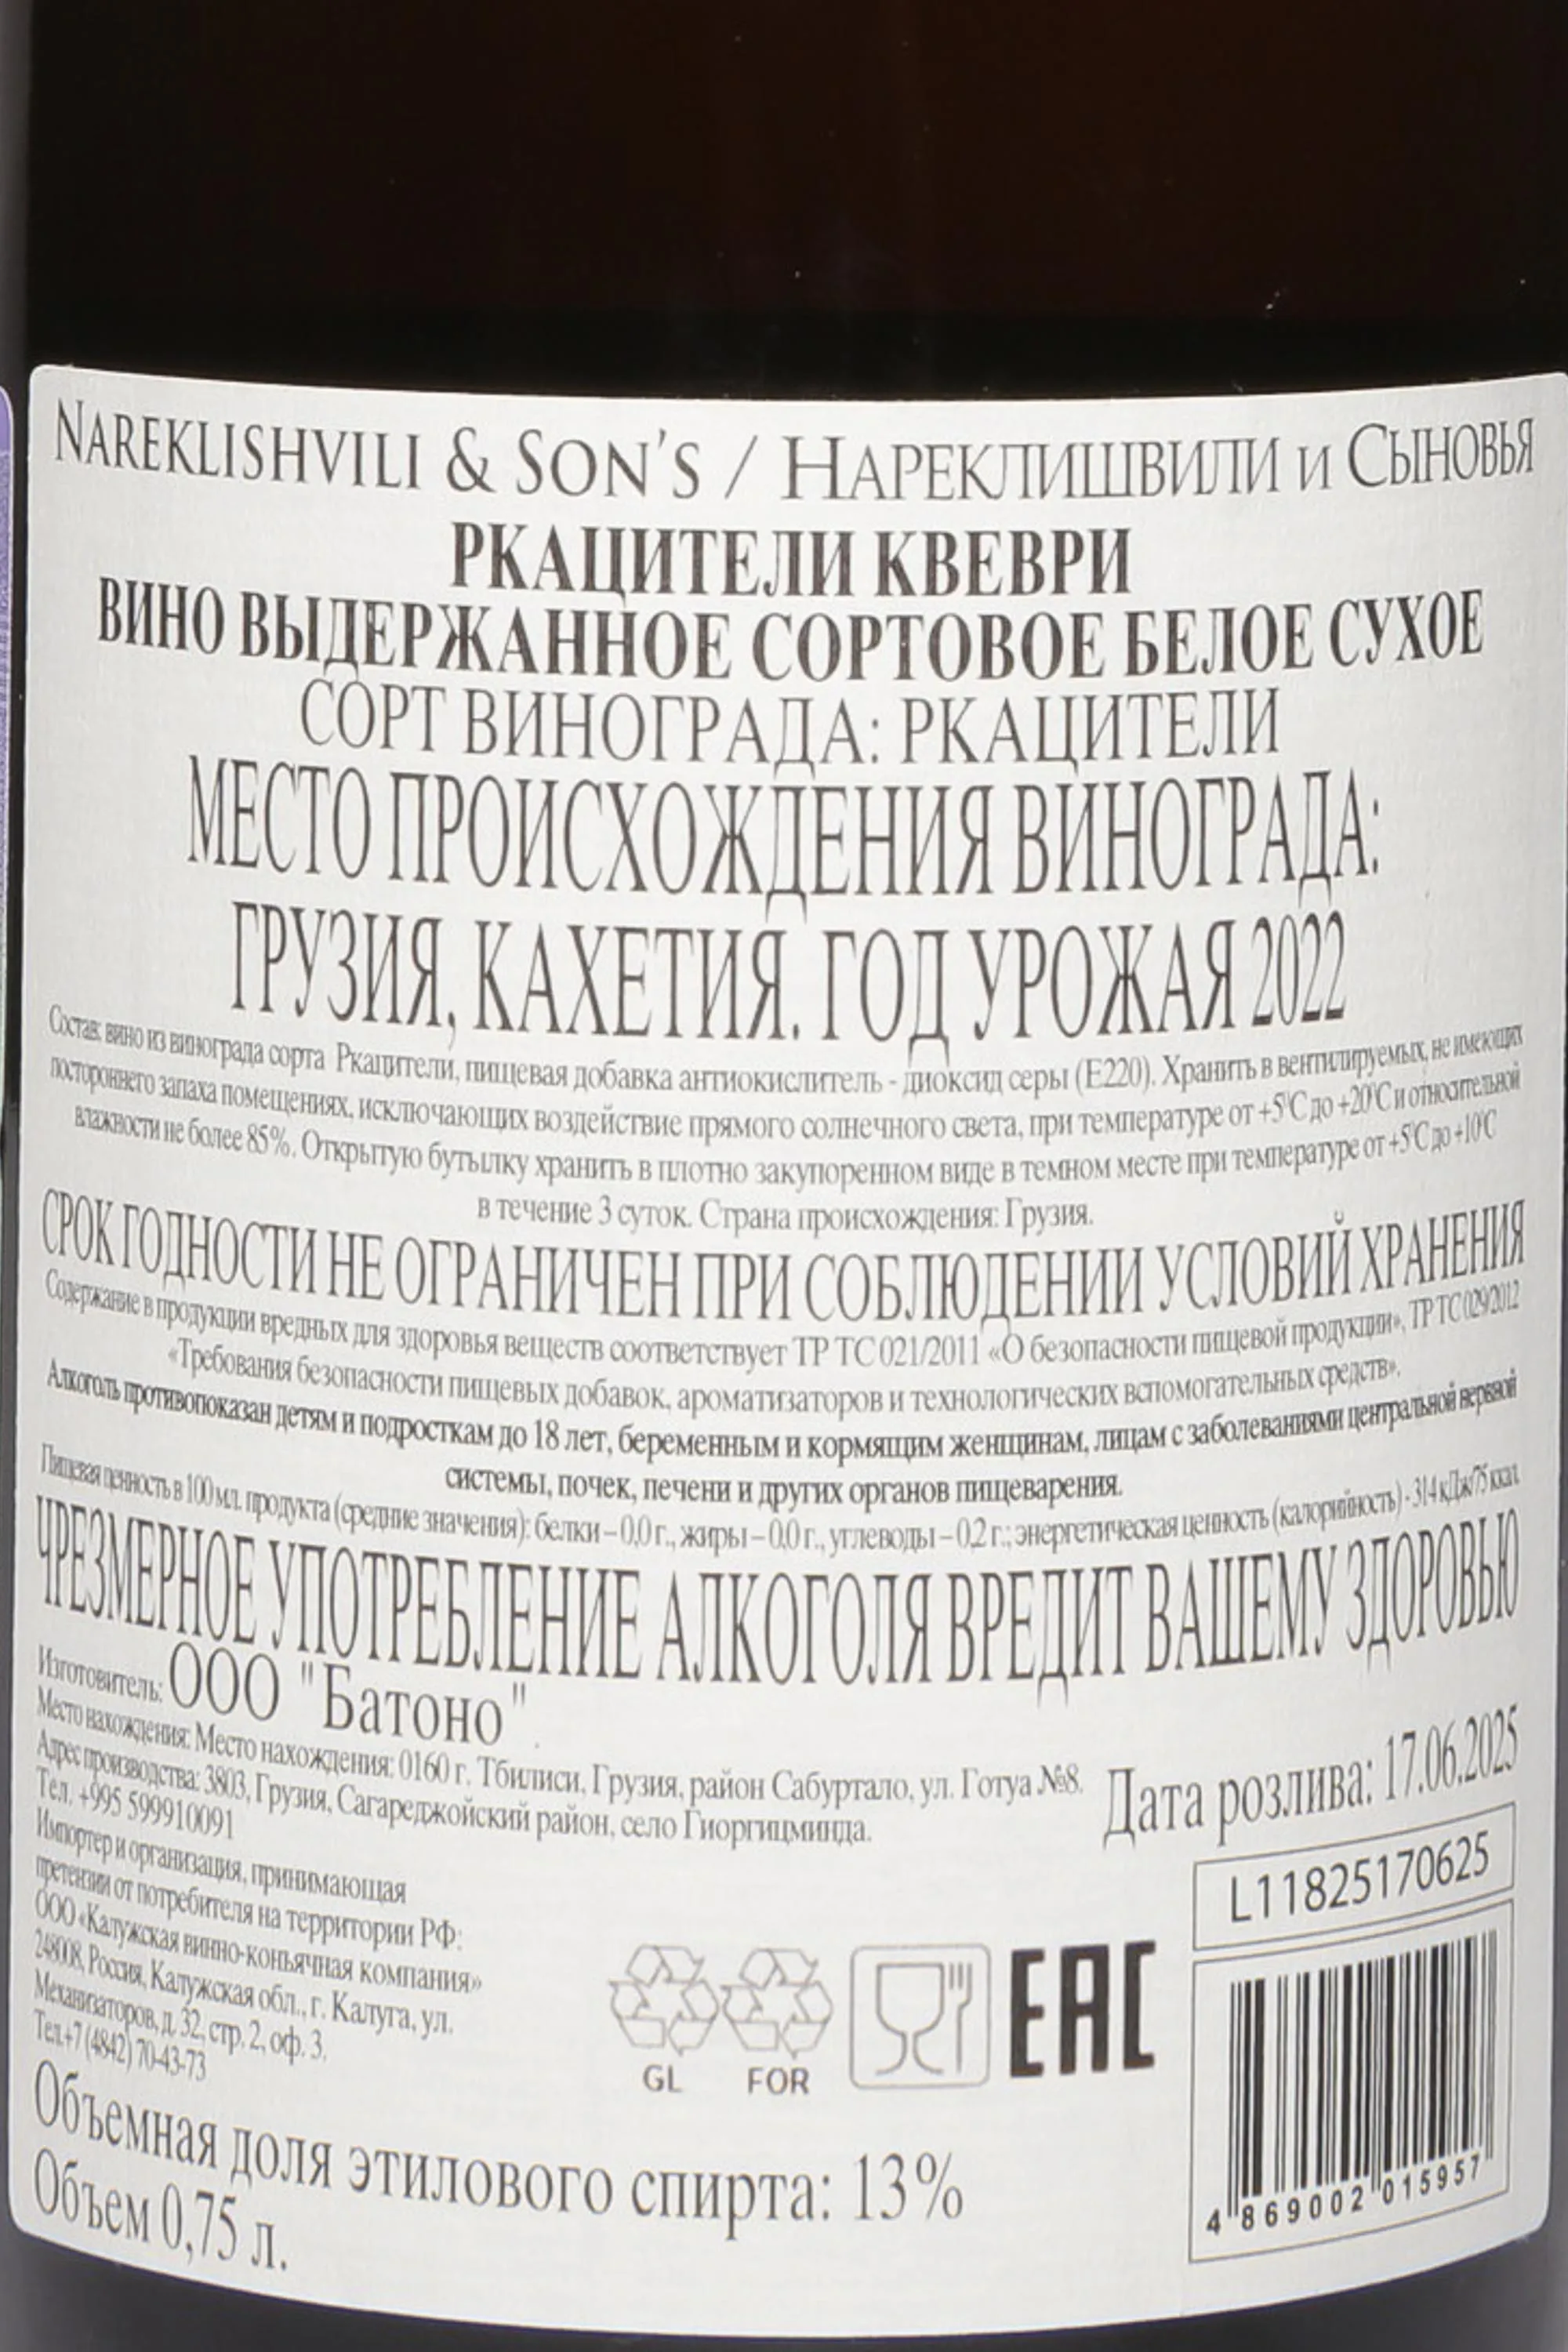 NAREKLISHVILI & SON'S / НАРЕКЛИШВИЛИ и СЫНОВЬЯ
РКАЦИТЕЛИ КВЕВРИ
ВИНО ВЫДЕРЖАННОЕ СОРТОВОЕ БЕЛОЕ СУХОЕ
СОРТ ВИНОГРАДА: РКАЦИТЕЛИ
МЕСТО ПРОИСХОЖДЕНИЯ ВИНОГРАДА:
ГРУЗИЯ, КАХЕТИЯ. ГОД УРОЖАЯ 2022
Состав: вино из винограда сорта Ркацители, пищевая добавка антиокислитель - диоксид серы (Е220). Хранить в вентилируемых, не имеющих
постороннего запаха помещениях, исключающих воздействие прямого солнечного света, при температуре от +5°С до +20°С и относительной
влажности не более 85%. Открытую бутылку хранить в плотно закупоренном виде в темном месте при температуре от +5°С до +10°С
в течение 3 суток. Страна происхождения: Грузия.
СРОК ГОДНОСТИ НЕ ОГРАНИЧЕН ПРИ СОБЛЮДЕНИИ УСЛОВИЙ ХРАНЕНИЯ
Содержание в продукции вредных для здоровья веществ соответствует ТР ТС 021/2011 «О безопасности пищевой продукции», ТР ТС 029/2012
«Требования безопасности пищевых добавок, ароматизаторов и технологических вспомогательных средств».
Алкоголь противопоказан детям и подросткам до 18 лет, беременным и кормящим женщинам, лицам с заболеваниями центральной нервной
системы, почек, печени и других органов пищеварения.
Пищевая ценность в 100 мл. продукта (средние значения): белки – 0,0 г., жиры – 0,0 г., углеводы – 0,2 г.; энергетическая ценность (калорийность) - 314 кДж/75 ккал.
ЧРЕЗМЕРНОЕ УПОТРЕБЛЕНИЕ АЛКОГОЛЯ ВРЕДИТ ВАШЕМУ ЗДОРОВЬЮ
Изготовитель: ООО "Батоно"
Место нахождения: Место нахождения: 0160 г. Тбилиси, Грузия, район Сабуртало, ул. Готуа №8.
Адрес производства: 3803, Грузия, Сагареджойский район, село Гиоргицминда.
Тел. +995 599910091
Дата розлива: 17.06.2025
L11825170625
Импортер и организация, принимающая
претензии от потребителя на территории РФ:
ООО «Калужская винно-коньячная компания»
248008, Россия, Калужская обл., г. Калуга, ул.
Механизаторов, д. 32, стр. 2, оф. 3.
Тел.+7 (4842) 70-43-73
GL FOR EAC
4 869002 015957
Объемная доля этилового спирта: 13%
Объем 0,75 л.